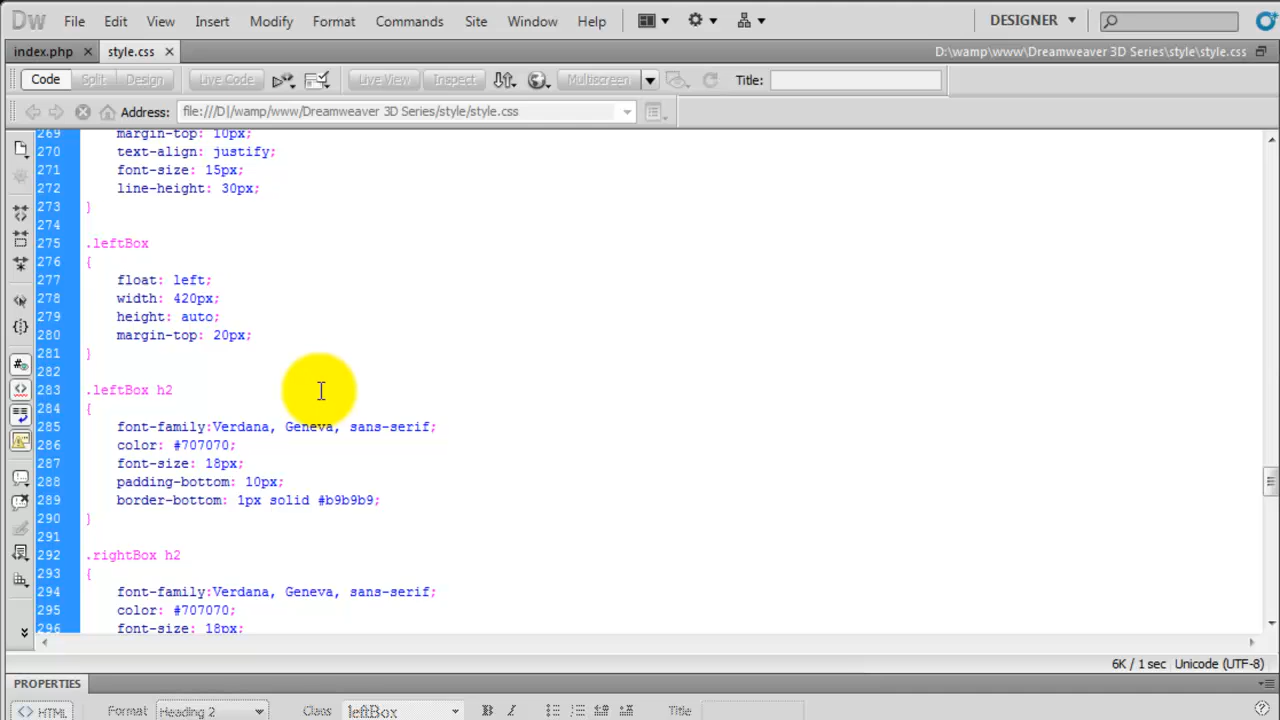 Dw File Edit View Insert Modify Format Commands Site Window Help DESIGNER
index.php style.css D:\wamp\www\Dreamweaver 3D Series\style\style.css
Code Split Design Live Code Live View Inspect Multiscreen Title:
Address: file:///D|/wamp/www/Dreamweaver 3D Series/style/style.css
269 margin-top: 10px;
270 text-align: justify;
271 font-size: 15px;
272 line-height: 30px;
273 }
274
275 .leftBox
276 {
277 float: left;
278 width: 420px;
279 height: auto;
280 margin-top: 20px;
281 }
282
283 .leftBox h2
284 {
285 font-family:Verdana, Geneva, sans-serif;
286 color: #707070;
287 font-size: 18px;
288 padding-bottom: 10px;
289 border-bottom: 1px solid #b9b9b9;
290 }
291
292 .rightBox h2
293 {
294 font-family:Verdana, Geneva, sans-serif;
295 color: #707070;
296 font-size: 18px;
6K / 1 sec Unicode (UTF-8)
PROPERTIES
<> HTML Format Heading 2 Class leftBox B I Title